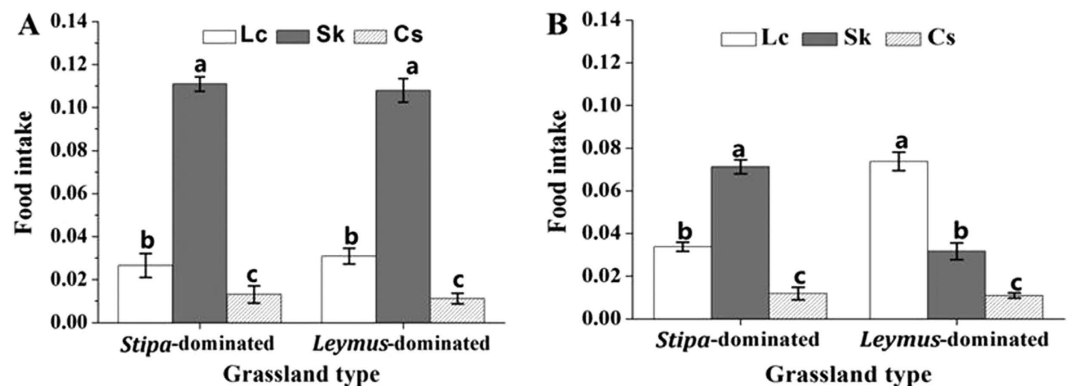 A
Lc Sk Cs
0.14
0.12
0.10
0.08
0.06
0.04
0.02
0.00
Food intake
a
b
c
a
b
c
Stipa-dominated Leymus-dominated
Grassland type
B
Lc Sk Cs
0.14
0.12
0.10
0.08
0.06
0.04
0.02
0.00
Food intake
a
b
c
a
b
c
Stipa-dominated Leymus-dominated
Grassland type